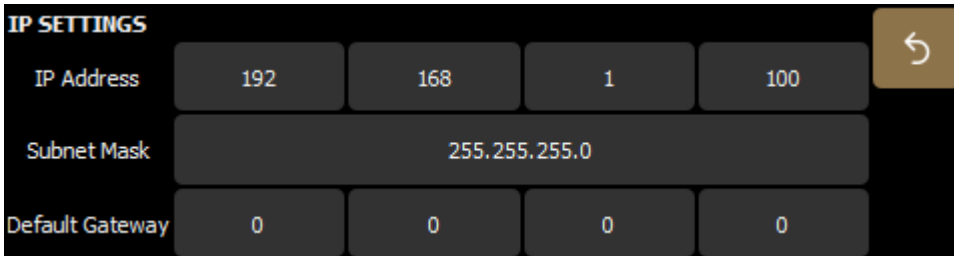 IP SETTINGS
IP Address 192 168 1 100
Subnet Mask 255.255.255.0
Default Gateway 0 0 0 0